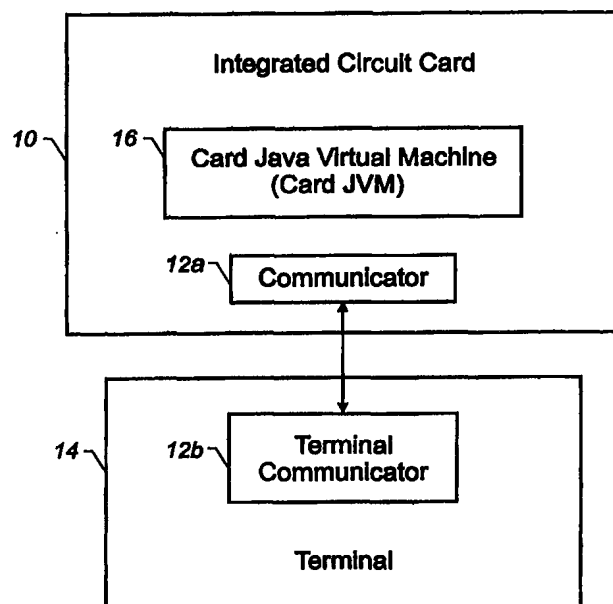 Integrated Circuit Card
10
16
Card Java Virtual Machine
(Card JVM)
12a
Communicator
14
12b
Terminal
Communicator
Terminal